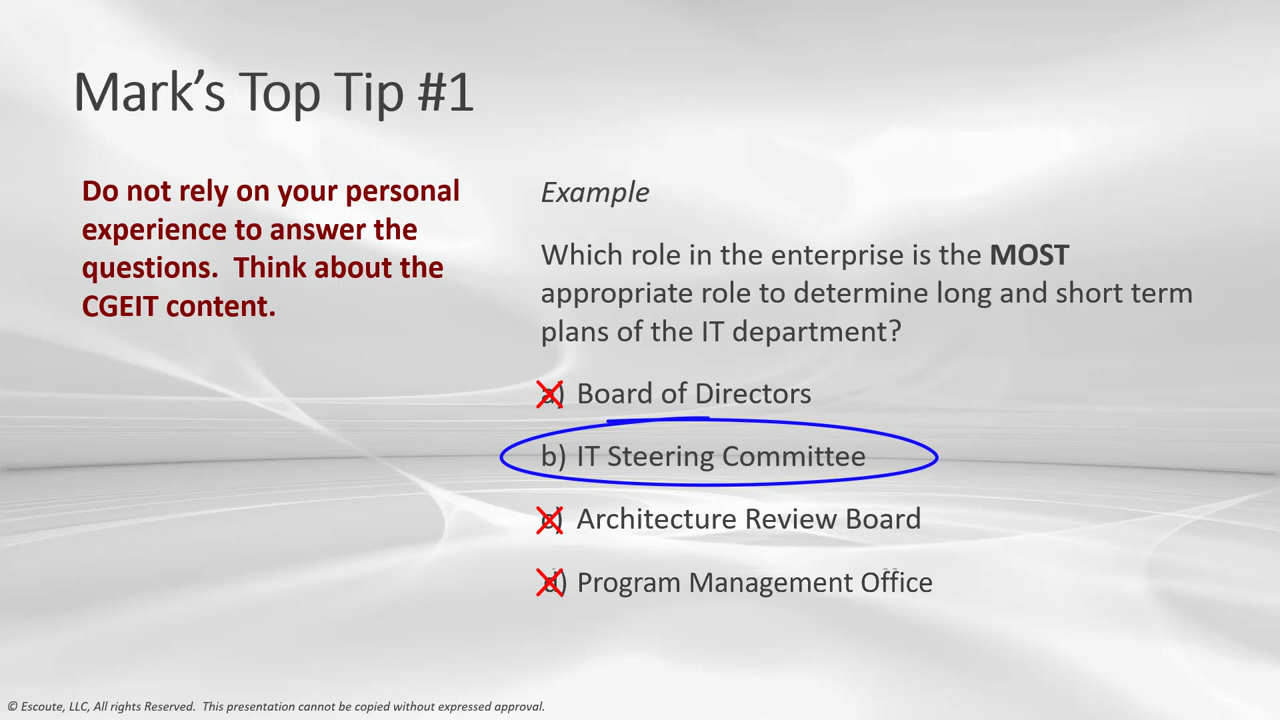 Mark's Top Tip #1
Do not rely on your personal
experience to answer the
questions.  Think about the
CGEIT content.
Example
Which role in the enterprise is the MOST
appropriate role to determine long and short term
plans of the IT department?
a) Board of Directors
b) IT Steering Committee
c) Architecture Review Board
d) Program Management Office
© Escoute, LLC, All rights Reserved.  This presentation cannot be copied without expressed approval.